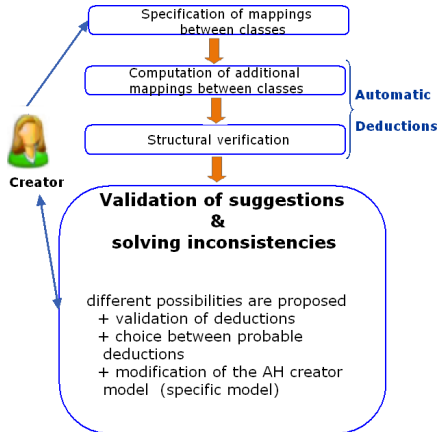 Specification of mappings
between classes
Computation of additional
mappings between classes
Automatic
Deductions
Structural verification
Creator
Validation of suggestions
&
solving inconsistencies
different possibilities are proposed
+ validation of deductions
+ choice between probable
deductions
+ modification of the AH creator
model (specific model)